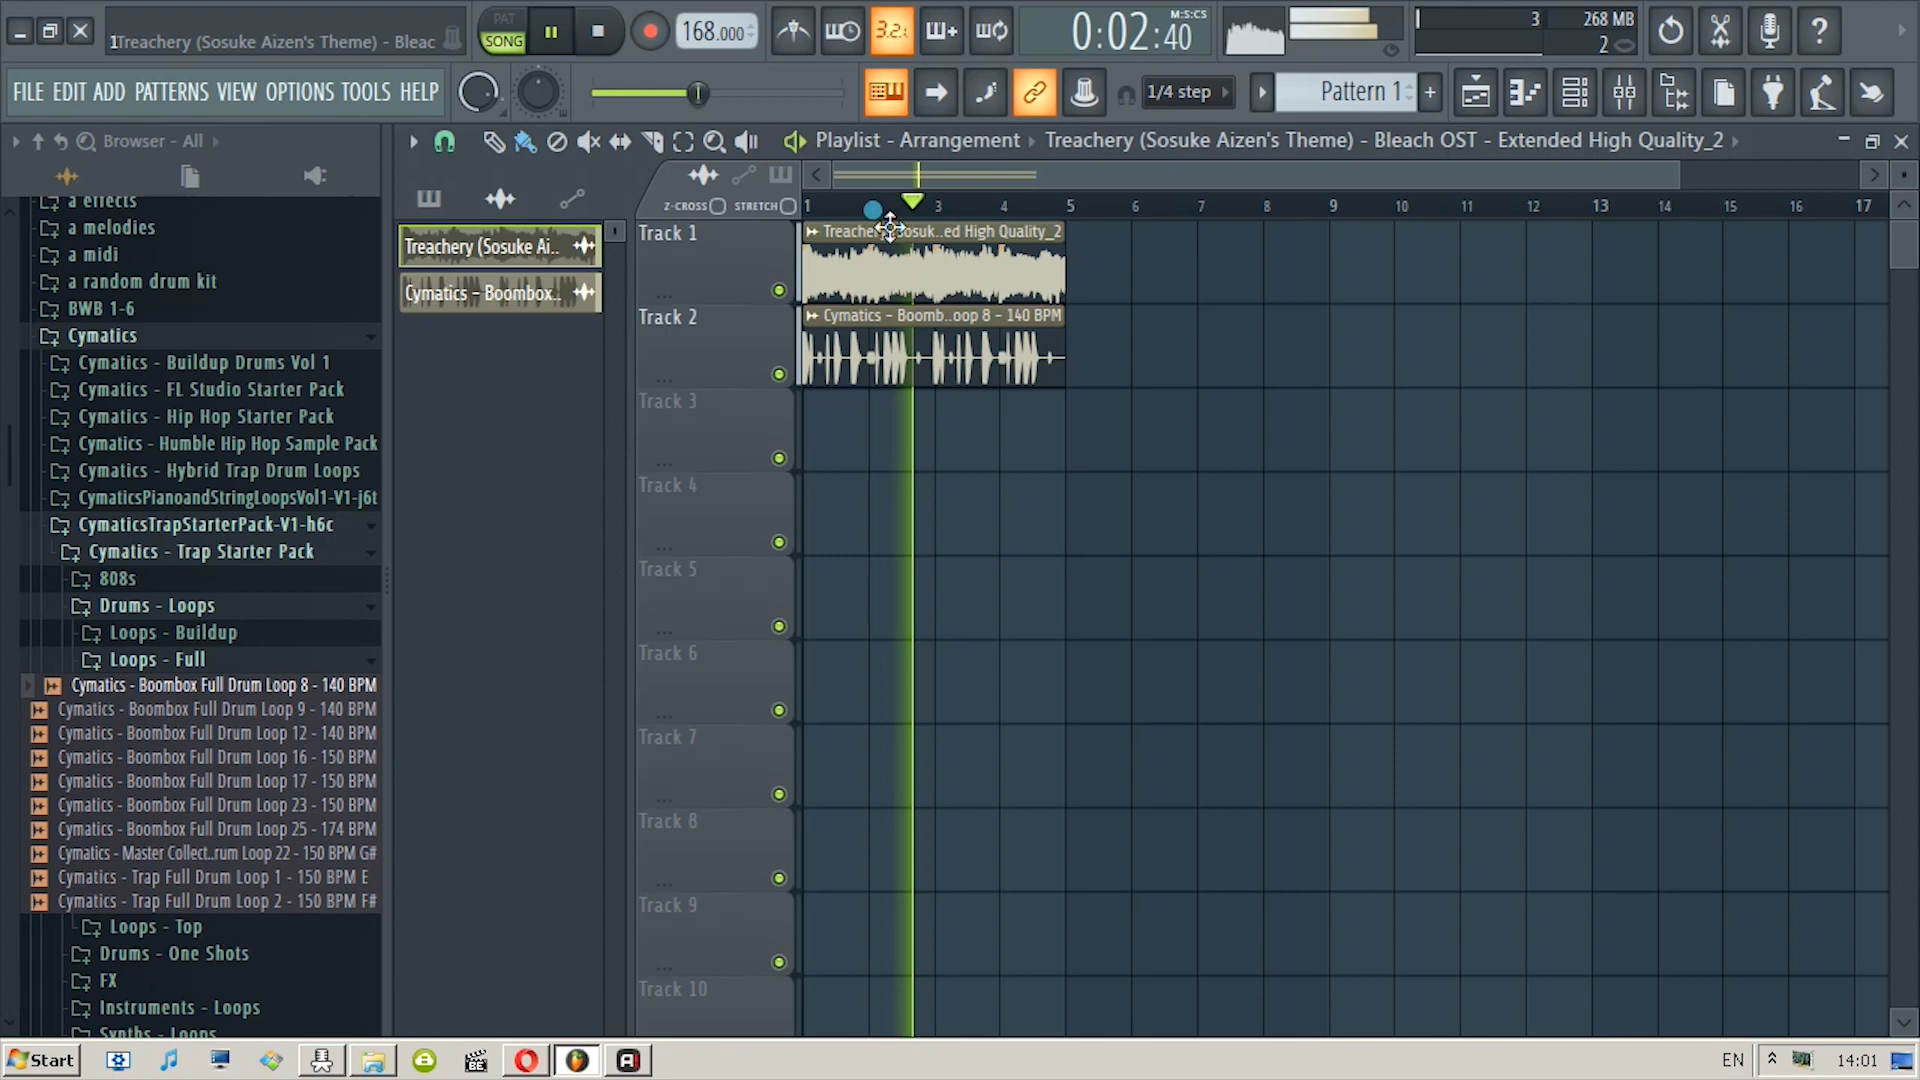 1Treachery (Sosuke Aizen's Theme) - Bleac
PAT
SONG
168.000
3.2.
0:02:40
M:S:CS
3
268 MB
2
FILE EDIT ADD PATTERNS VIEW OPTIONS TOOLS HELP
1/4 step
Pattern 1
Browser - All
Playlist - Arrangement
Treachery (Sosuke Aizen's Theme) - Bleach OST - Extended High Quality_2
Z-CROSS
STRETCH
1 3 4 5 6 7 8 9 10 11 12 13 14 15 16 17
a effects
a melodies
a midi
a random drum kit
BWB 1-6
Cymatics
Cymatics - Buildup Drums Vol 1
Cymatics - FL Studio Starter Pack
Cymatics - Hip Hop Starter Pack
Cymatics - Humble Hip Hop Sample Pack
Cymatics - Hybrid Trap Drum Loops
CymaticsPianoandStringLoopsVol1-V1-j6t
CymaticsTrapStarterPack-V1-h6c
Cymatics - Trap Starter Pack
808s
Drums - Loops
Loops - Buildup
Loops - Full
Cymatics - Boombox Full Drum Loop 8 - 140 BPM
Cymatics - Boombox Full Drum Loop 9 - 140 BPM
Cymatics - Boombox Full Drum Loop 12 - 140 BPM
Cymatics - Boombox Full Drum Loop 16 - 150 BPM
Cymatics - Boombox Full Drum Loop 17 - 150 BPM
Cymatics - Boombox Full Drum Loop 23 - 150 BPM
Cymatics - Boombox Full Drum Loop 25 - 174 BPM
Cymatics - Master Collect..rum Loop 22 - 150 BPM G#
Cymatics - Trap Full Drum Loop 1 - 150 BPM E
Cymatics - Trap Full Drum Loop 2 - 150 BPM F#
Loops - Top
Drums - One Shots
FX
Instruments - Loops
Synths - Loops
Treachery (Sosuke Ai..
Cymatics - Boombox..
Track 1
Treacher osuk..ed High Quality_2
Track 2
Cymatics - Boomb..oop 8 - 140 BPM
Track 3
Track 4
Track 5
Track 6
Track 7
Track 8
Track 9
Track 10
Start
BE
EN
14:01